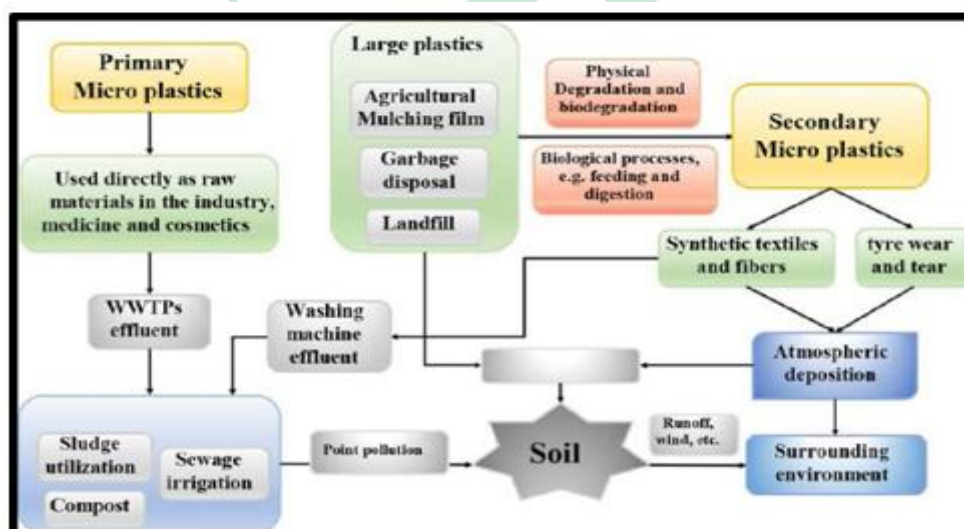 Primary
Micro plastics
Used directly as raw
materials in the industry,
medicine and cosmetics
WWTPs
effluent
Large plastics
Agricultural
Mulching film
Garbage
disposal
Landfill
Physical
Degradation and
biodegradation
Biological processes,
e.g. feeding and
digestion
Secondary
Micro plastics
Synthetic textiles
and fibers
tyre wear
and tear
Washing
machine
effluent
Atmospheric
deposition
Sludge
utilization
Compost
Sewage
irrigation
Point pollution
Soil
Runoff,
wind, etc.
Surrounding
environment